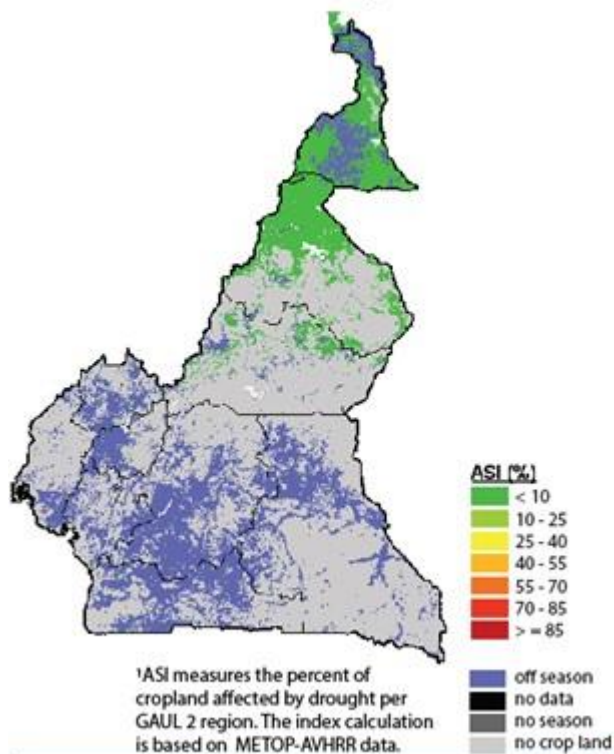 ASI (%)
< 10
10 - 25
25 - 40
40 - 55
55 - 70
70 - 85
> = 85
off season
no data
no season
no crop land
¹ASI measures the percent of
cropland affected by drought per
GAUL 2 region. The index calculation
is based on METOP-AVHRR data.